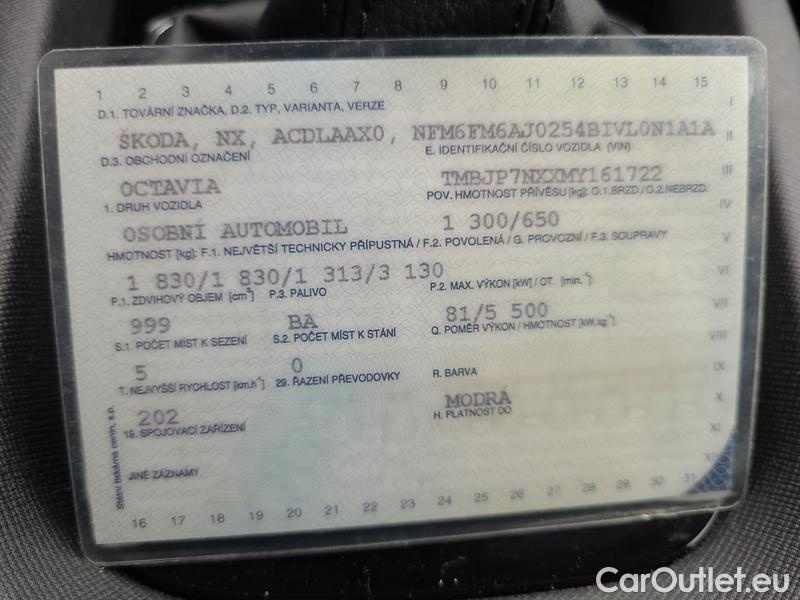 1 2 3 4 5 6 7 8 9 10 11 12 13 14 15
D.1. TOVÁRNÍ ZNAČKA, D.2. TYP, VARIANTA, VERZE I
ŠKODA, NX, ACDLAAX0, NFM6FM6AJ0254BIVL0N1A1A II
D.3. OBCHODNÍ OZNAČENÍ E. IDENTIFIKAČNÍ ČÍSLO VOZIDLA (VIN)
OCTAVIA TMBJP7NXXMY161722 III
1. DRUH VOZIDLA POV. HMOTNOST PŘÍVĚSU [kg]: O.1.BRZD./O.2.NEBRZD.
OSOBNÍ AUTOMOBIL 1 300/650 IV
HMOTNOST [kg]: F.1. NEJVĚTŠÍ TECHNICKY PŘÍPUSTNÁ / F.2. POVOLENÁ / G. PROVOZNÍ / F.3. SOUPRAVY V
1 830/1 830/1 313/3 130 VI
P.1. ZDVIHOVÝ OBJEM [cm³] P.3. PALIVO P.2. MAX. VÝKON [kW] / OT. [min.⁻¹]
999 BA 81/5 500 VII
S.1. POČET MÍST K SEZENÍ S.2. POČET MÍST K STÁNÍ Q. POMĚR VÝKON / HMOTNOST [kW.kg⁻¹] VIII
5 0 IX
T. NEJVYŠŠÍ RYCHLOST [km.h⁻¹] 29. ŘAZENÍ PŘEVODOVKY R. BARVA
202 MODRÁ X
19. SPOJOVACÍ ZAŘÍZENÍ H. PLATNOST DO
XI
JINÉ ZÁZNAMY
Státní tiskárna cenin, s.p.
16 17 18 19 20 21 22 23 24 25 26 27 28 29 30 31
CarOutlet.eu